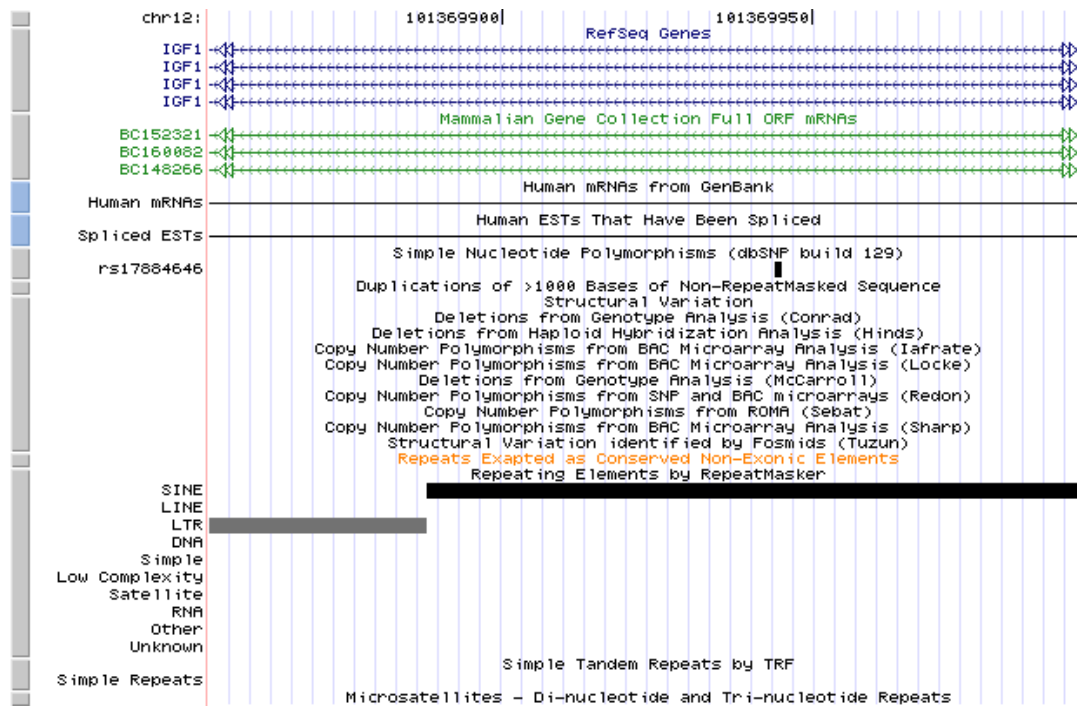 chr12: 101369900| 101369950|
RefSeq Genes
IGF1
IGF1
IGF1
IGF1
Mammalian Gene Collection Full ORF mRNAs
BC152321
BC160082
BC148266
Human mRNAs from GenBank
Human mRNAs
Human ESTs That Have Been Spliced
Spliced ESTs
Simple Nucleotide Polymorphisms (dbSNP build 129)
rs17884646
Duplications of >1000 Bases of Non-RepeatMasked Sequence
Structural Variation
Deletions from Genotype Analysis (Conrad)
Deletions from Haploid Hybridization Analysis (Hinds)
Copy Number Polymorphisms from BAC Microarray Analysis (Iafrate)
Copy Number Polymorphisms from BAC Microarray Analysis (Locke)
Deletions from Genotype Analysis (McCarroll)
Copy Number Polymorphisms from SNP and BAC microarrays (Redon)
Copy Number Polymorphisms from ROMA (Sebat)
Copy Number Polymorphisms from BAC Microarray Analysis (Sharp)
Structural Variation identified by Fosmids (Tuzun)
Repeats Exapted as Conserved Non-Exonic Elements
Repeating Elements by RepeatMasker
SINE
LINE
LTR
DNA
Simple
Low Complexity
Satellite
RNA
Other
Unknown
Simple Tandem Repeats by TRF
Simple Repeats
Microsatellites - Di-nucleotide and Tri-nucleotide Repeats